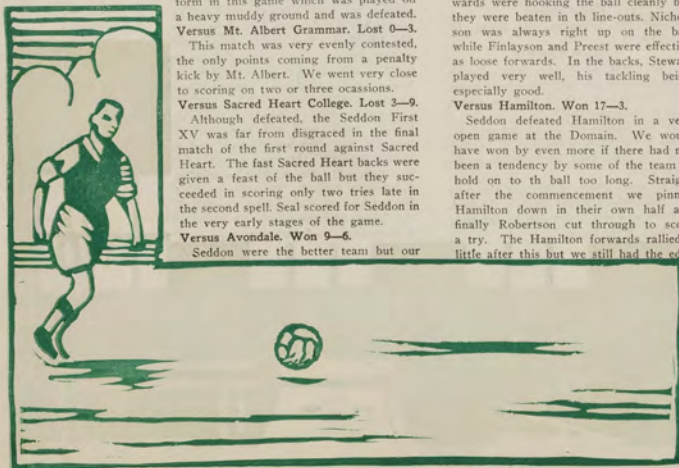 form in this game which was played on
a heavy muddy ground and was defeated.
Versus Mt. Albert Grammar. Lost 0—3.
This match was very evenly contested,
the only points coming from a penalty
kick by Mt. Albert. We went very close
to scoring on two or three ocassions.
Versus Sacred Heart College. Lost 3—9.
Although defeated, the Seddon First
XV was far from disgraced in the final
match of the first round against Sacred
Heart. The fast Sacred Heart backs were
given a feast of the ball but they suc-
ceeded in scoring only two tries late in
the second spell. Seal scored for Seddon in
the very early stages of the game.
Versus Avondale. Won 9—6.
Seddon were the better team but our
wards were hooking the ball cleanly
they were beaten in th line-outs.
son was always right up on the
while Finlayson and Preest were
as loose forwards. In the backs,
played very well, his tackling
especially good.
Versus Hamilton. Won 17—3.
Seddon defeated Hamilton in a
open game at the Domain. We
have won by even more if there had
been a tendency by some of the team
hold on to th ball too long.
after the commencement we
Hamilton down in their own half
finally Robertson cut through to
a try. The Hamilton forwards rallied
little after this but we still had the